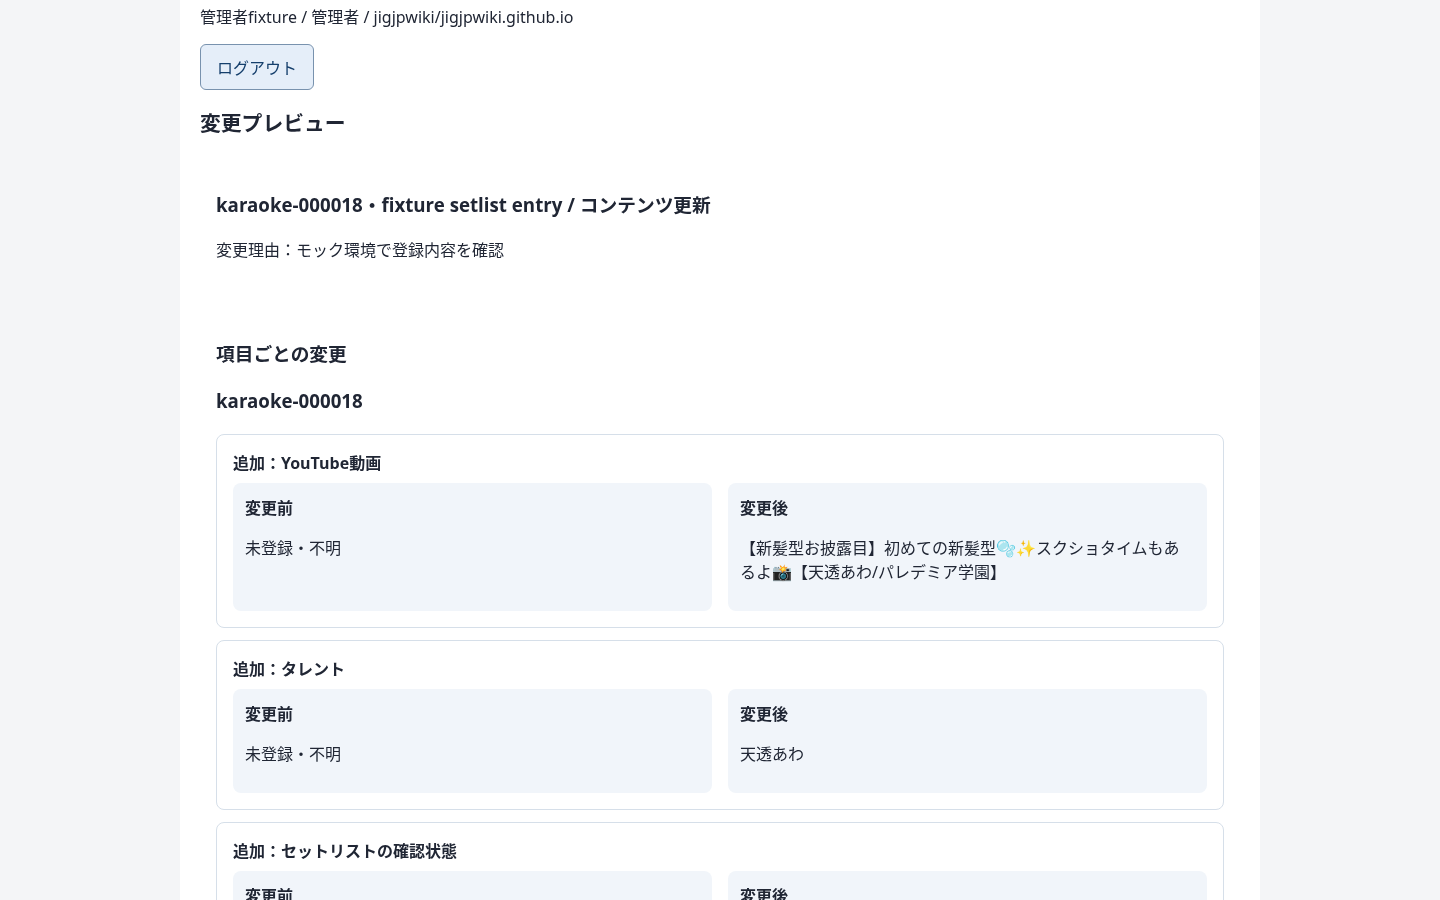 管理者fixture / 管理者 / jigjpwiki/jigjpwiki.github.io
ログアウト
変更プレビュー
karaoke-000018・fixture setlist entry / コンテンツ更新
変更理由：モック環境で登録内容を確認
項目ごとの変更
karaoke-000018
追加：YouTube動画
変更前
未登録・不明
変更後
【新髪型お披露目】初めての新髪型🫧✨スクショタイムもあ
るよ📸【天透あわ/パレデミア学園】
追加：タレント
変更前
未登録・不明
変更後
天透あわ
追加：セットリストの確認状態
変更前
変更後